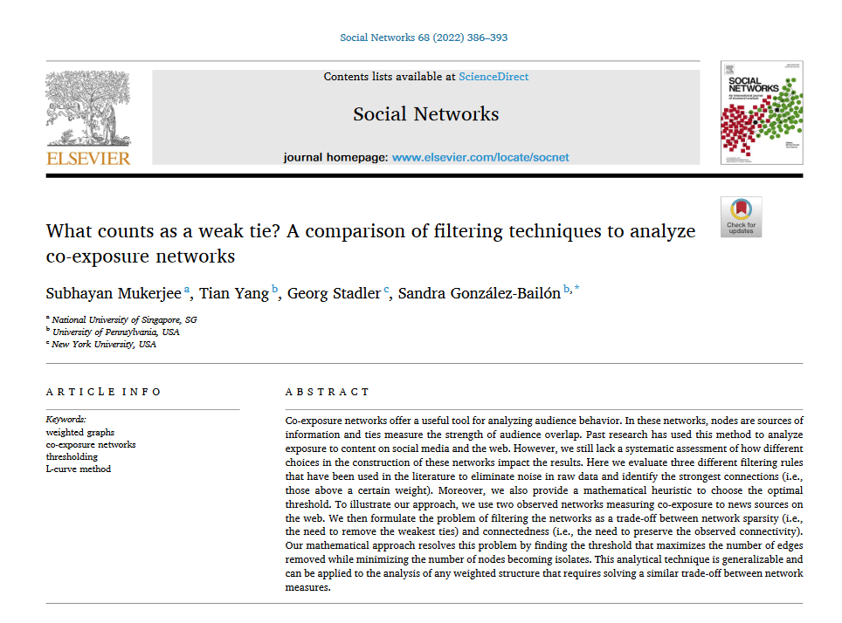 Social Networks 68 (2022) 386–393
Contents lists available at ScienceDirect
Social Networks
journal homepage: www.elsevier.com/locate/socnet
ELSEVIER
SOCIAL
NETWORKS
Check for
updates
What counts as a weak tie? A comparison of filtering techniques to analyze
co-exposure networks
Subhayan Mukerjee a, Tian Yang b, Georg Stadler c, Sandra González-Bailón b,*
a National University of Singapore, SG
b University of Pennsylvania, USA
c New York University, USA
ARTICLE INFO
Keywords:
weighted graphs
co-exposure networks
thresholding
L-curve method
ABSTRACT
Co-exposure networks offer a useful tool for analyzing audience behavior. In these networks, nodes are sources of
information and ties measure the strength of audience overlap. Past research has used this method to analyze
exposure to content on social media and the web. However, we still lack a systematic assessment of how different
choices in the construction of these networks impact the results. Here we evaluate three different filtering rules
that have been used in the literature to eliminate noise in raw data and identify the strongest connections (i.e.,
those above a certain weight). Moreover, we also provide a mathematical heuristic to choose the optimal
threshold. To illustrate our approach, we use two observed networks measuring co-exposure to news sources on
the web. We then formulate the problem of filtering the networks as a trade-off between network sparsity (i.e.,
the need to remove the weakest ties) and connectedness (i.e., the need to preserve the observed connectivity).
Our mathematical approach resolves this problem by finding the threshold that maximizes the number of edges
removed while minimizing the number of nodes becoming isolates. This analytical technique is generalizable and
can be applied to the analysis of any weighted structure that requires solving a similar trade-off between network
measures.